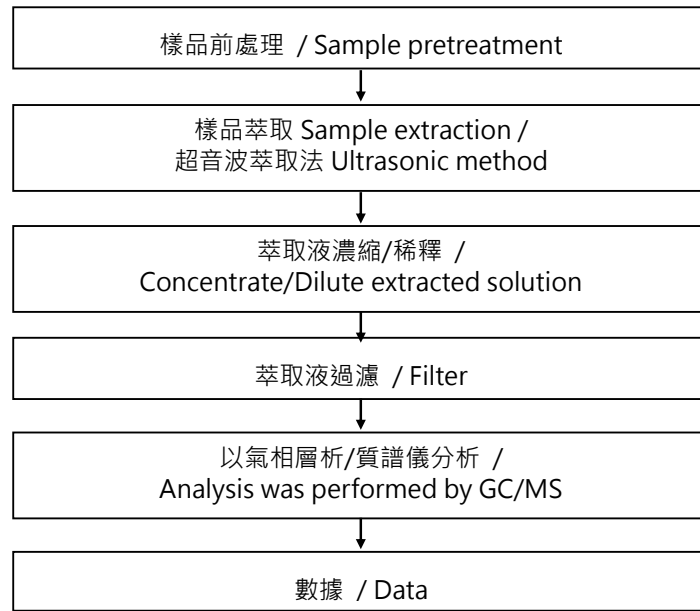 樣品前處理 / Sample pretreatment
樣品萃取 Sample extraction /
超音波萃取法 Ultrasonic method
萃取液濃縮/稀釋 /
Concentrate/Dilute extracted solution
萃取液過濾 / Filter
以氣相層析/質譜儀分析 /
Analysis was performed by GC/MS
數據 / Data